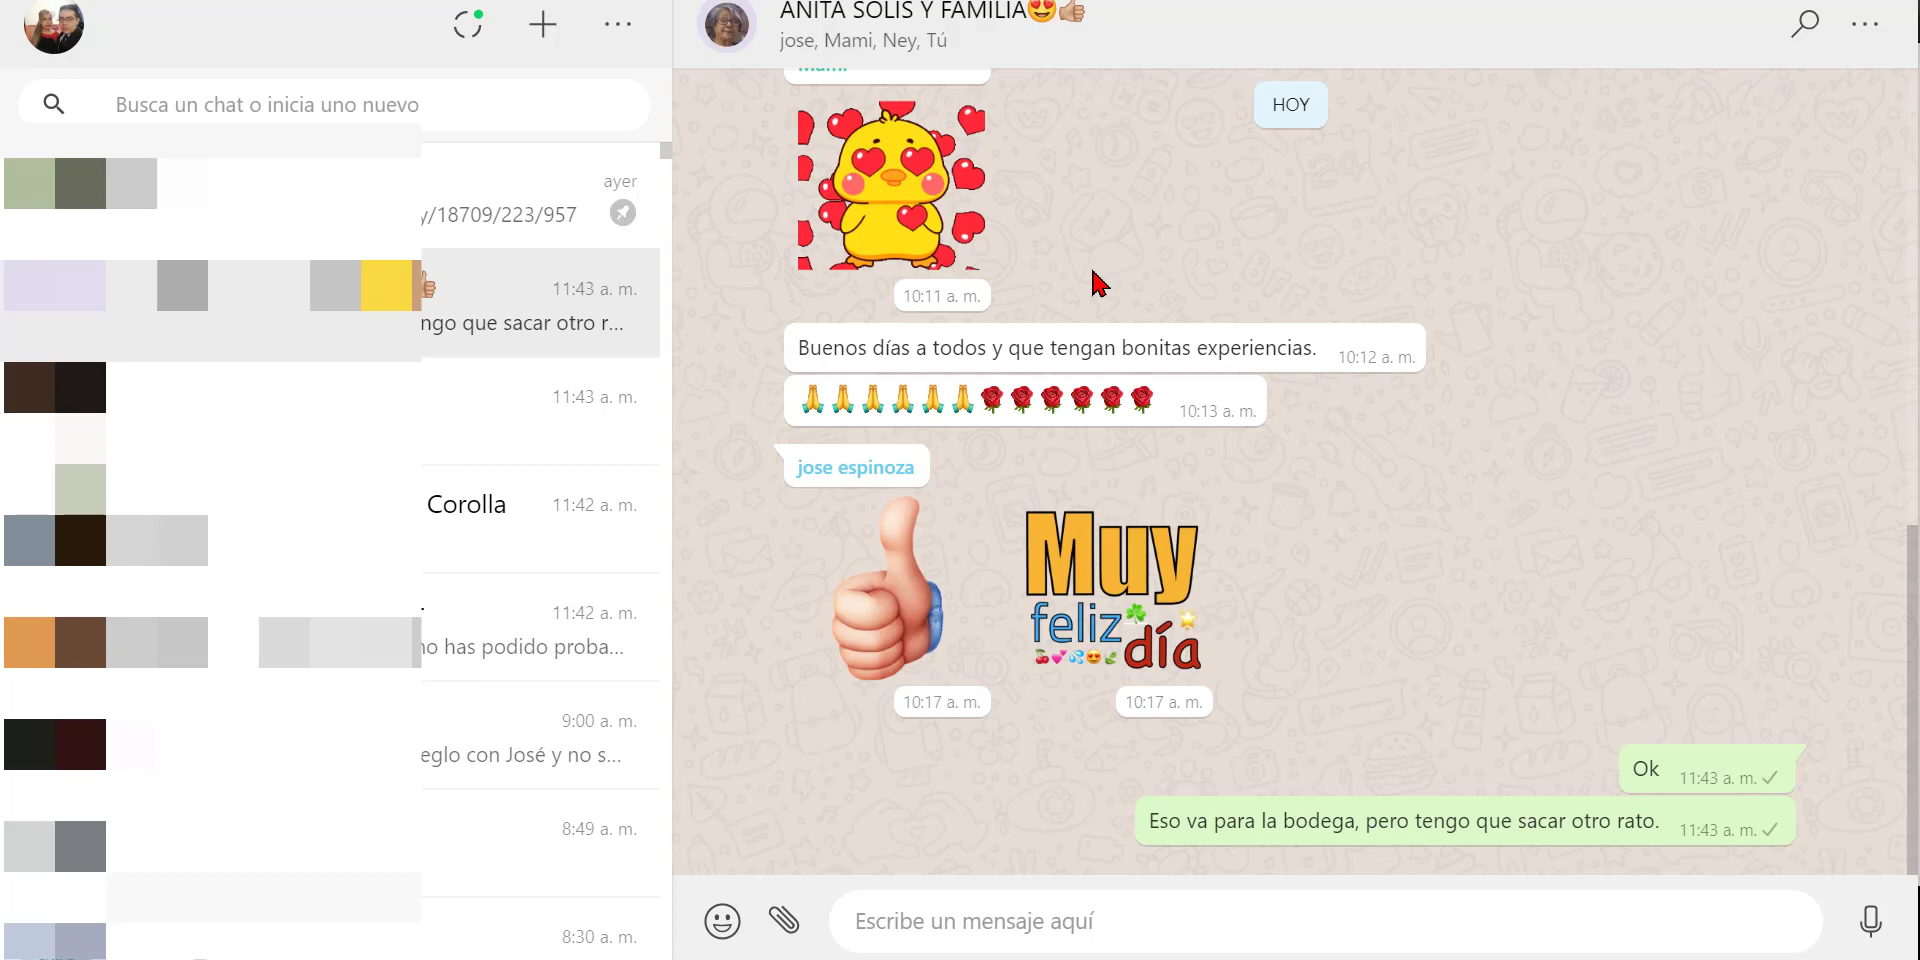 Busca un chat o inicia uno nuevo
ayer
y/18709/223/957
11:43 a. m.
ngo que sacar otro r...
11:43 a. m.
Corolla
11:42 a. m.
11:42 a. m.
no has podido proba...
9:00 a. m.
eglo con José y no s...
8:49 a. m.
8:30 a. m.
ANITA SOLIS Y FAMILIA😍👍🏼
jose, Mami, Ney, Tú
Mami
HOY
10:11 a. m.
Buenos días a todos y que tengan bonitas experiencias.
10:12 a. m.
🙏🙏🙏🙏🙏🙏🌹🌹🌹🌹🌹🌹
10:13 a. m.
jose espinoza
Muy
feliz
día
10:17 a. m.
10:17 a. m.
Ok
11:43 a. m.
Eso va para la bodega, pero tengo que sacar otro rato.
11:43 a. m.
Escribe un mensaje aquí